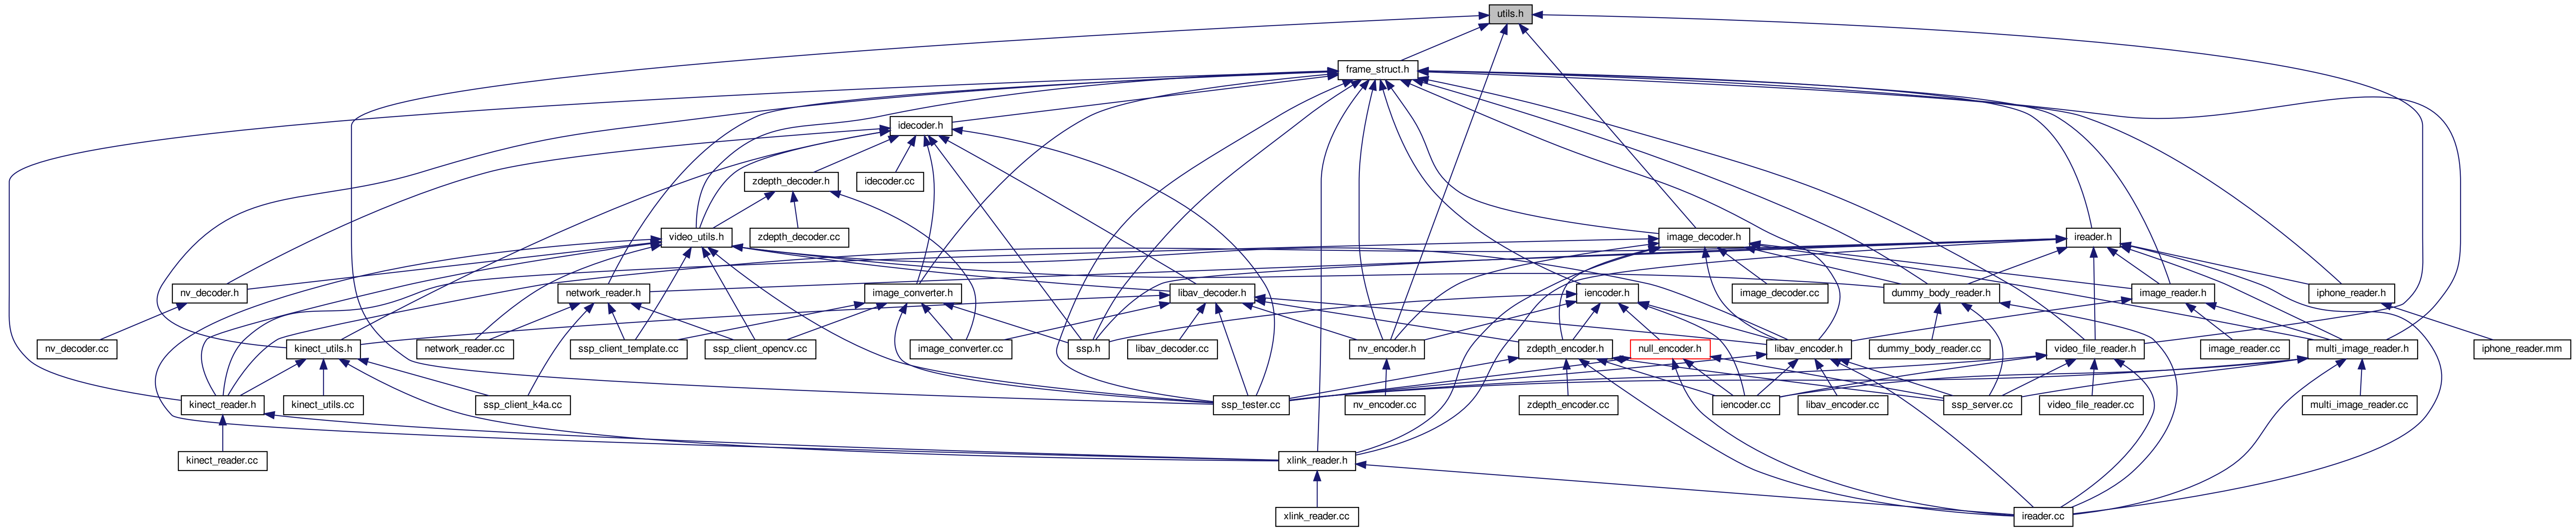 utils.h
frame_struct.h
idecoder.h
zdepth_decoder.h
idecoder.cc
video_utils.h
zdepth_decoder.cc
image_decoder.h
ireader.h
nv_decoder.h
network_reader.h
image_converter.h
libav_decoder.h
iencoder.h
image_decoder.cc
dummy_body_reader.h
image_reader.h
iphone_reader.h
nv_decoder.cc
kinect_utils.h
network_reader.cc
ssp_client_template.cc
ssp_client_opencv.cc
image_converter.cc
ssp.h
libav_decoder.cc
nv_encoder.h
zdepth_encoder.h
null_encoder.h
libav_encoder.h
dummy_body_reader.cc
video_file_reader.h
image_reader.cc
multi_image_reader.h
iphone_reader.mm
kinect_reader.h
kinect_utils.cc
ssp_client_k4a.cc
ssp_tester.cc
nv_encoder.cc
zdepth_encoder.cc
iencoder.cc
libav_encoder.cc
ssp_server.cc
video_file_reader.cc
multi_image_reader.cc
kinect_reader.cc
xlink_reader.h
xlink_reader.cc
ireader.cc